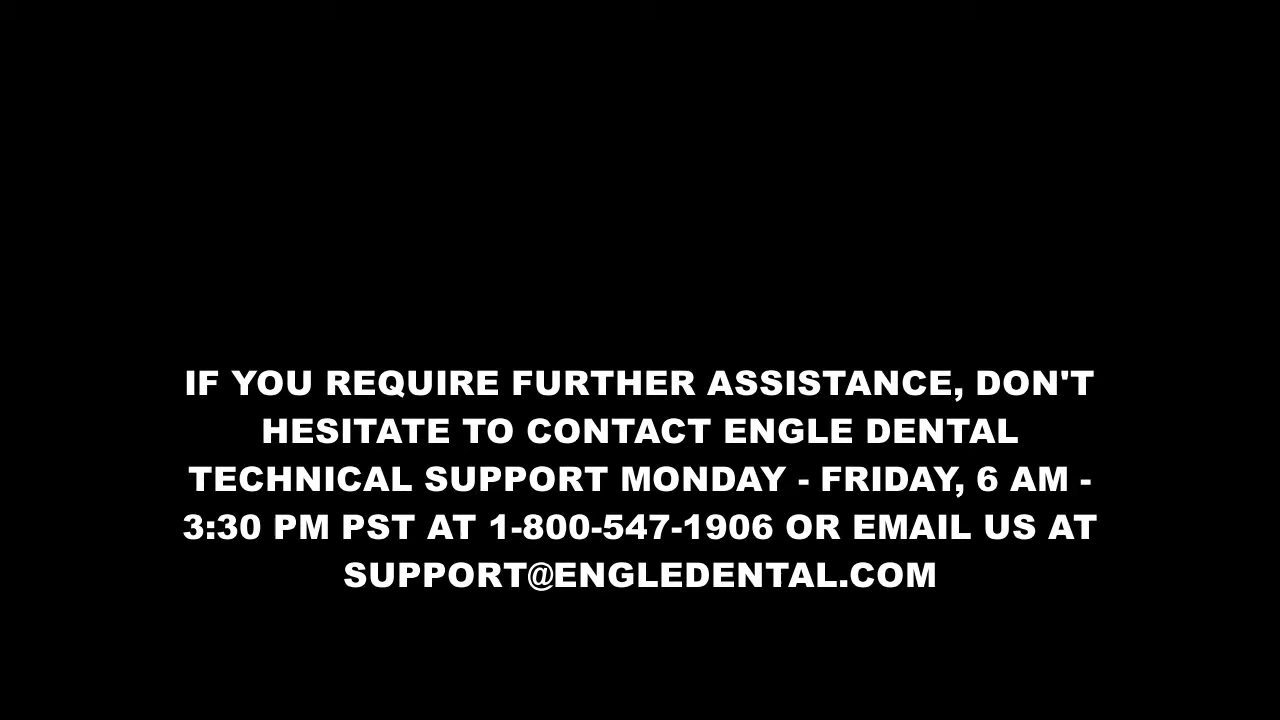 IF YOU REQUIRE FURTHER ASSISTANCE, DON'T
HESITATE TO CONTACT ENGLE DENTAL
TECHNICAL SUPPORT MONDAY - FRIDAY, 6 AM -
3:30 PM PST AT 1-800-547-1906 OR EMAIL US AT
SUPPORT@ENGLEDENTAL.COM